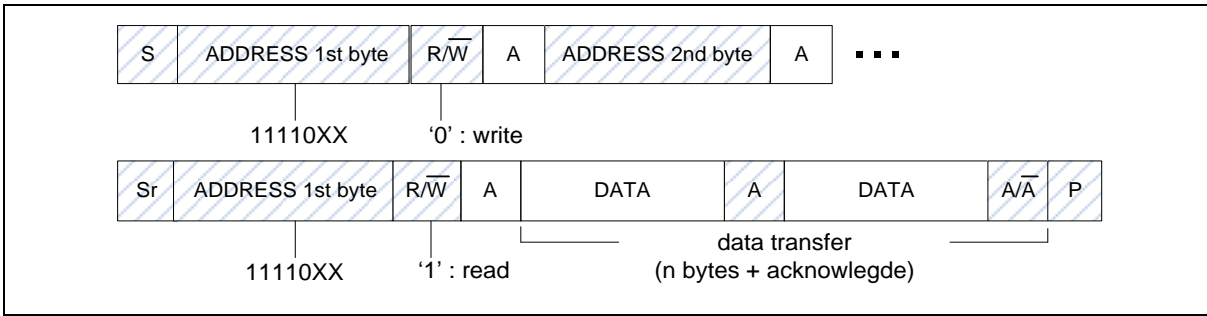 S ADDRESS 1st byte R/W̅ A ADDRESS 2nd byte A ▪ ▪ ▪
11110XX ‘0’ : write
Sr ADDRESS 1st byte R/W̅ A DATA A DATA A/A̅ P
data transfer
11110XX ‘1’ : read (n bytes + acknowlegde)